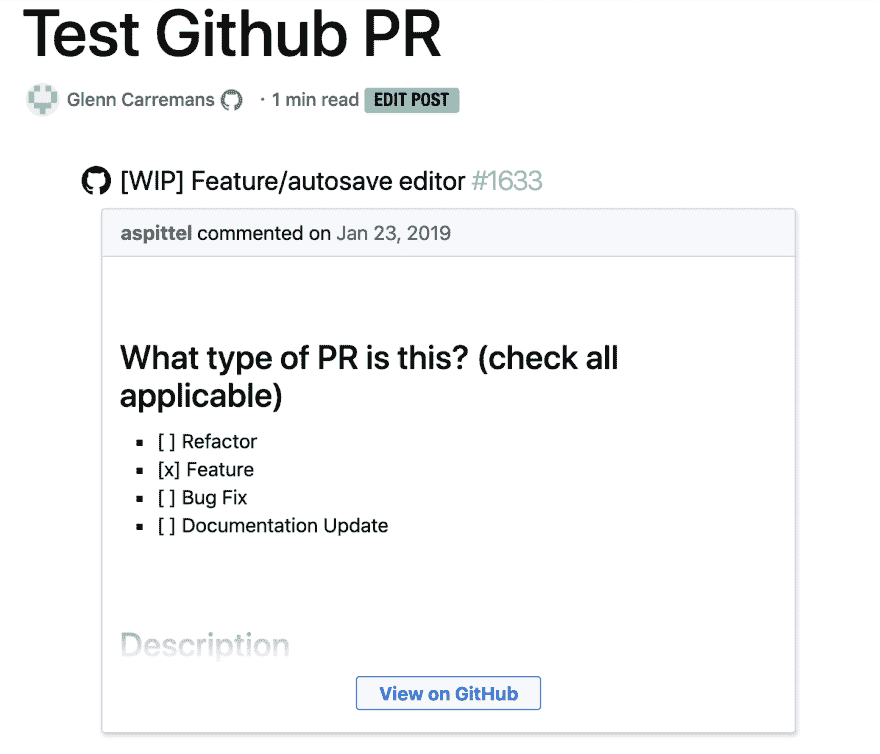 Test Github PR
Glenn Carremans · 1 min read EDIT POST
[WIP] Feature/autosave editor #1633
aspittel commented on Jan 23, 2019
What type of PR is this? (check all
applicable)
▪ [ ] Refactor
▪ [x] Feature
▪ [ ] Bug Fix
▪ [ ] Documentation Update
Description
View on GitHub